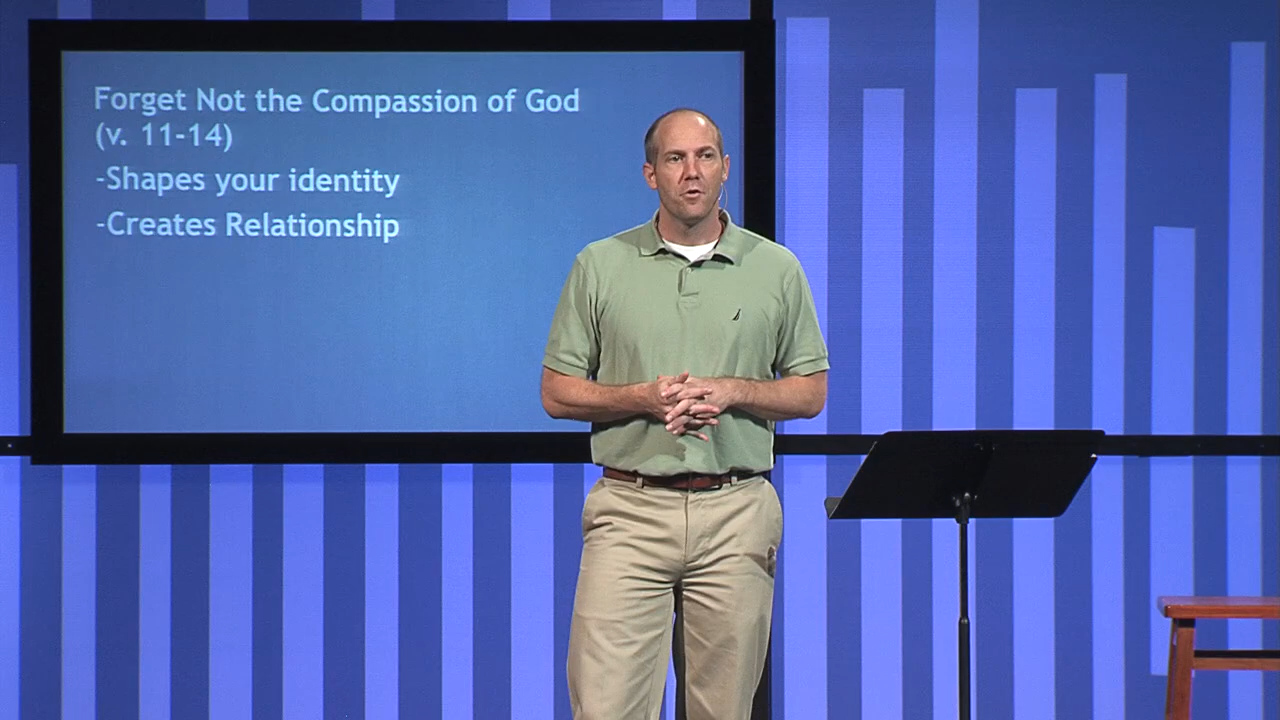 Forget Not the Compassion of God
(v. 11-14)
-Shapes your identity
-Creates Relationship